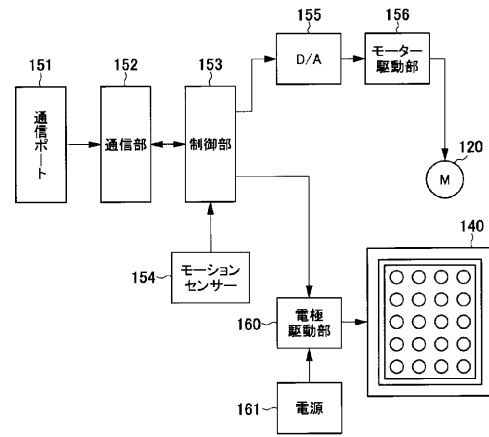 155
156
151
152
153
D/A
モーター
駆動部
通信ポート
通信部
制御部
120
M
140
154
モーション
センサー
160
電極
駆動部
161
電源